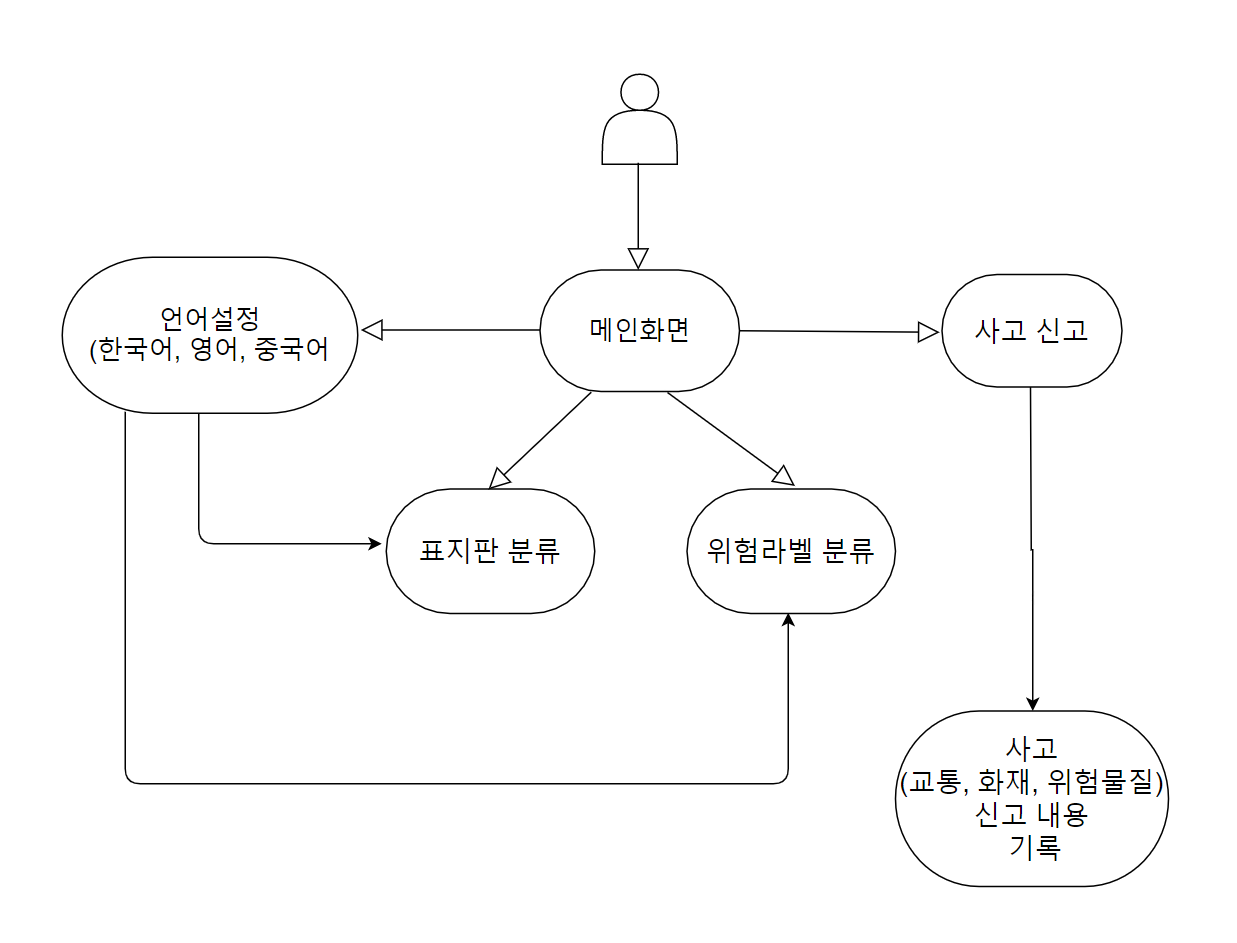 언어설정
(한국어, 영어, 중국어
메인화면
사고 신고
표지판 분류
위험라벨 분류
사고
(교통, 화재, 위험물질)
신고 내용
기록